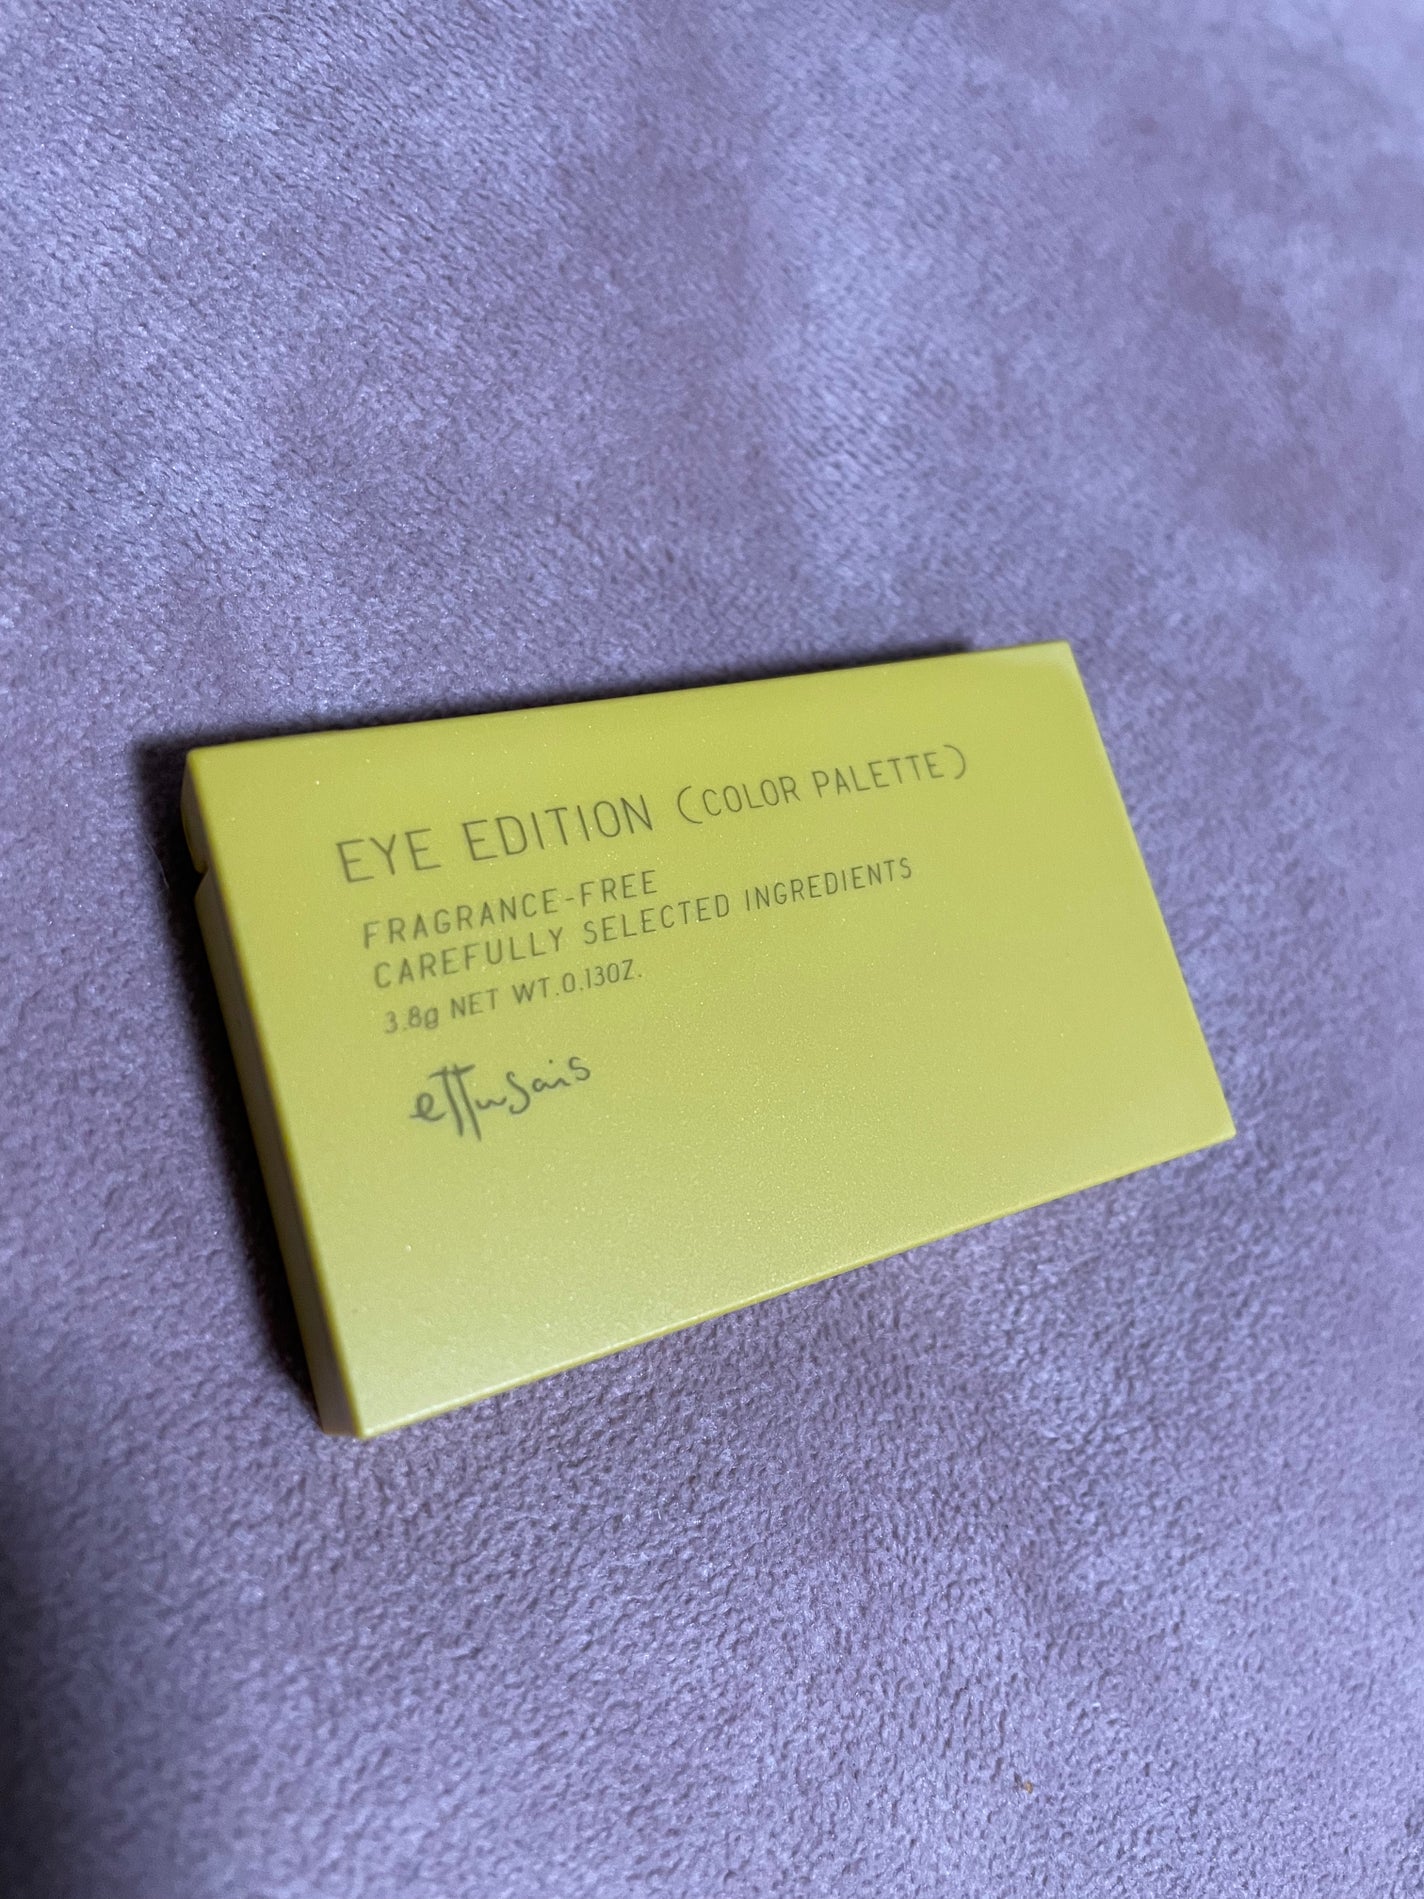 EYE EDITION (COLOR PALETTE)
FRAGRANCE-FREE
CAREFULLY SELECTED INGREDIENTS
3.8g NET WT.0.13OZ.
ettusais